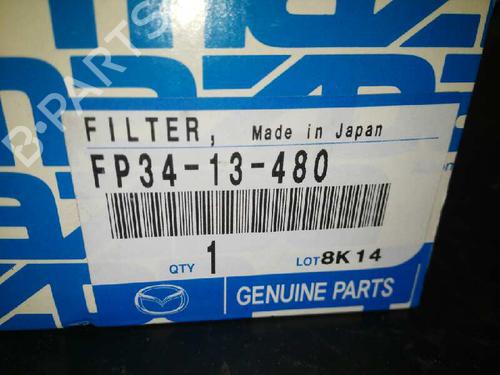 B-PARTS
FILTER, Made in Japan
FP34-13-480
QTY 1 LOT 8K14
GENUINE PARTS